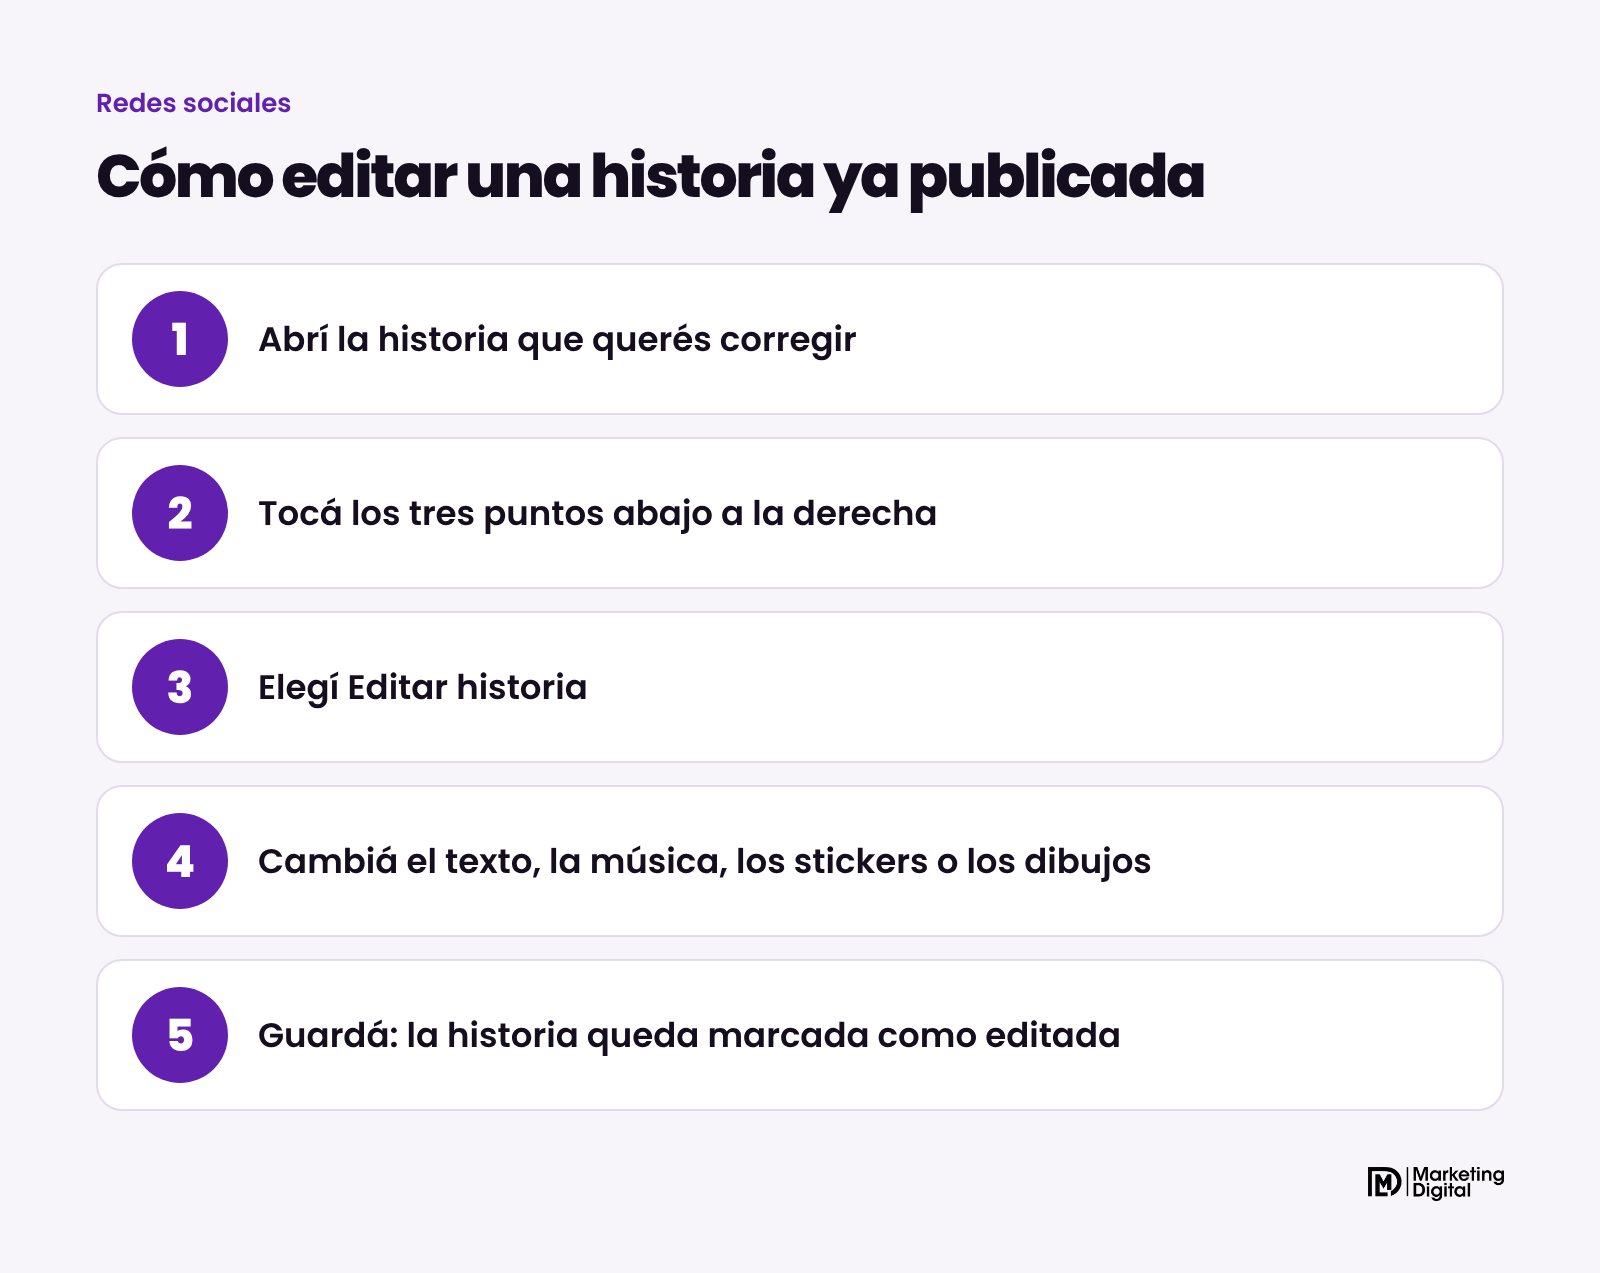 Redes sociales
Cómo editar una historia ya publicada
1
Abrí la historia que querés corregir
2
Tocá los tres puntos abajo a la derecha
3
Elegí Editar historia
4
Cambiá el texto, la música, los stickers o los dibujos
5
Guardá: la historia queda marcada como editada
Marketing
Digital